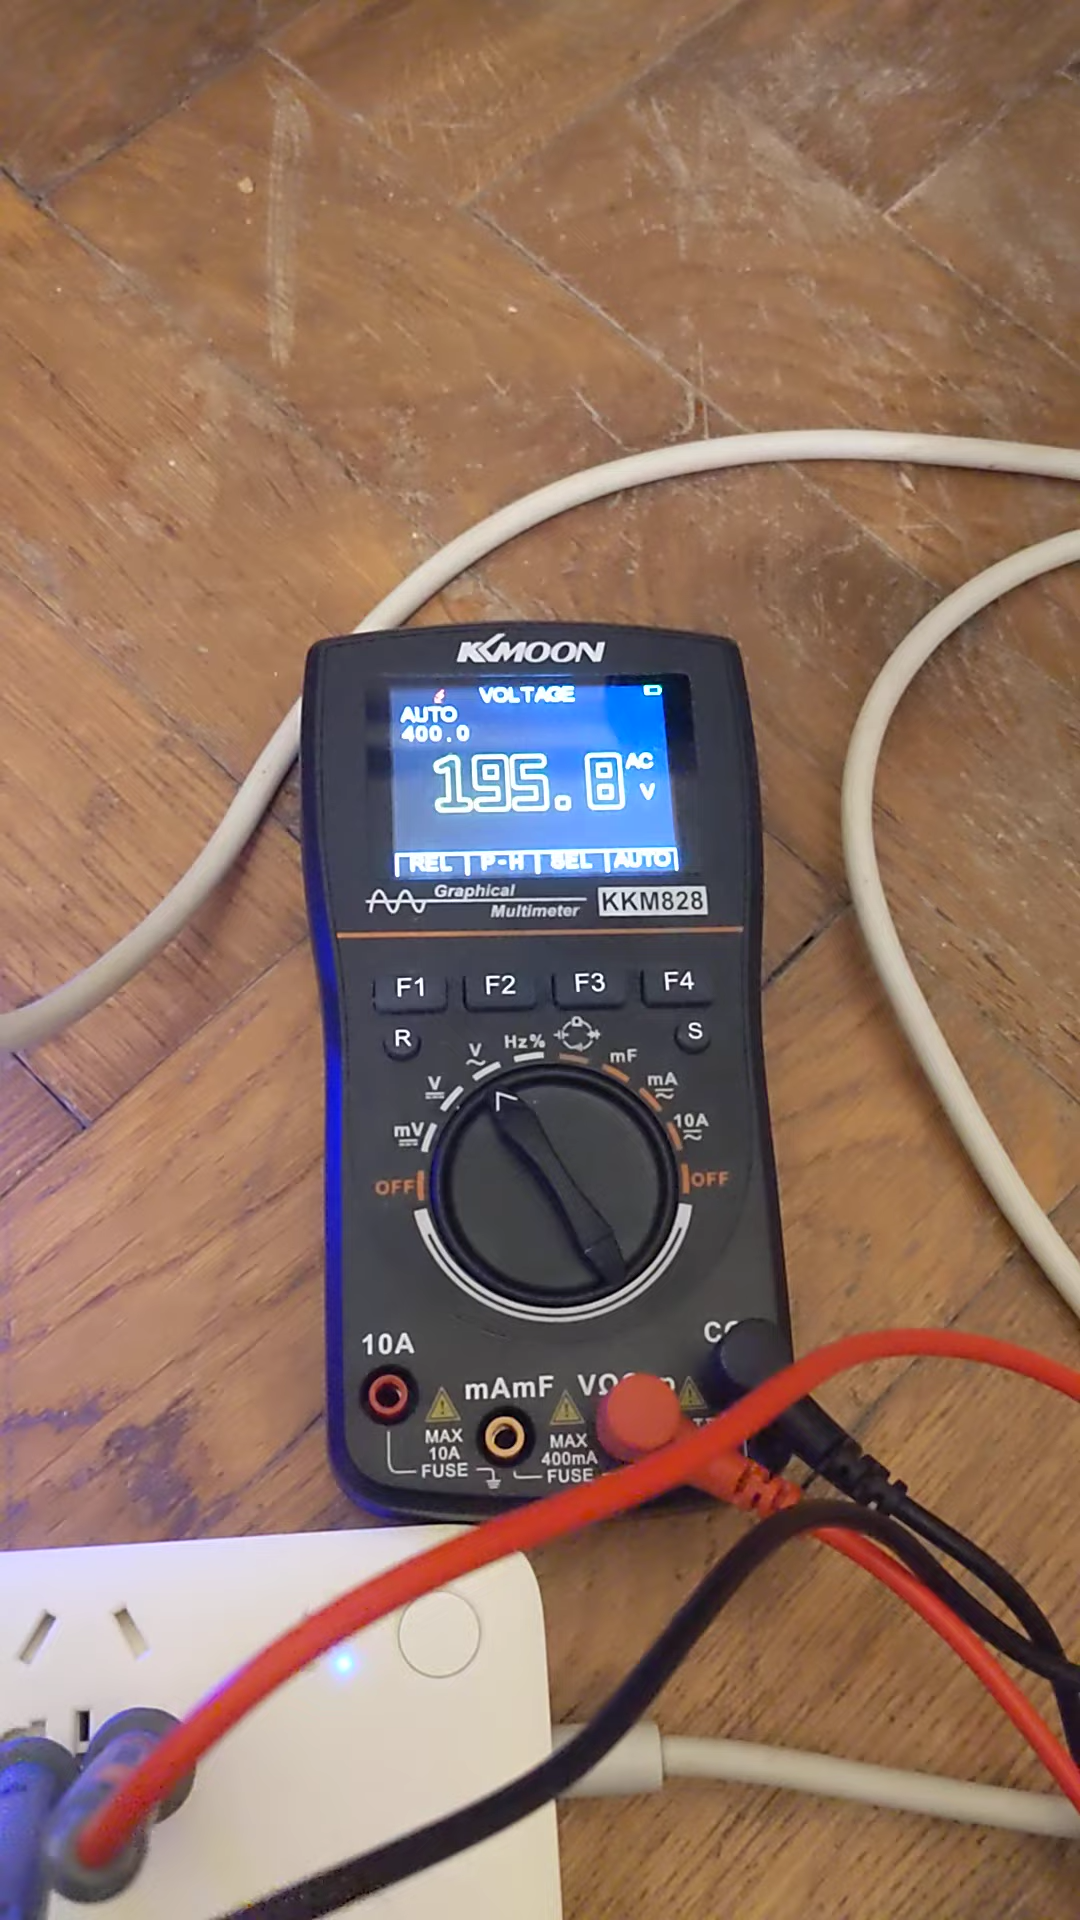 KKMOON
VOLTAGE
AUTO
400.0
195.8 AC V
REL P-H SEL AUTO
Graphical
Multimeter
KKM828
F1 F2 F3 F4
R S
V Hz% mF
V mA
mV 10A
OFF OFF
10A
mAmF
MAX
10A
FUSE
MAX
400mA
FUSE